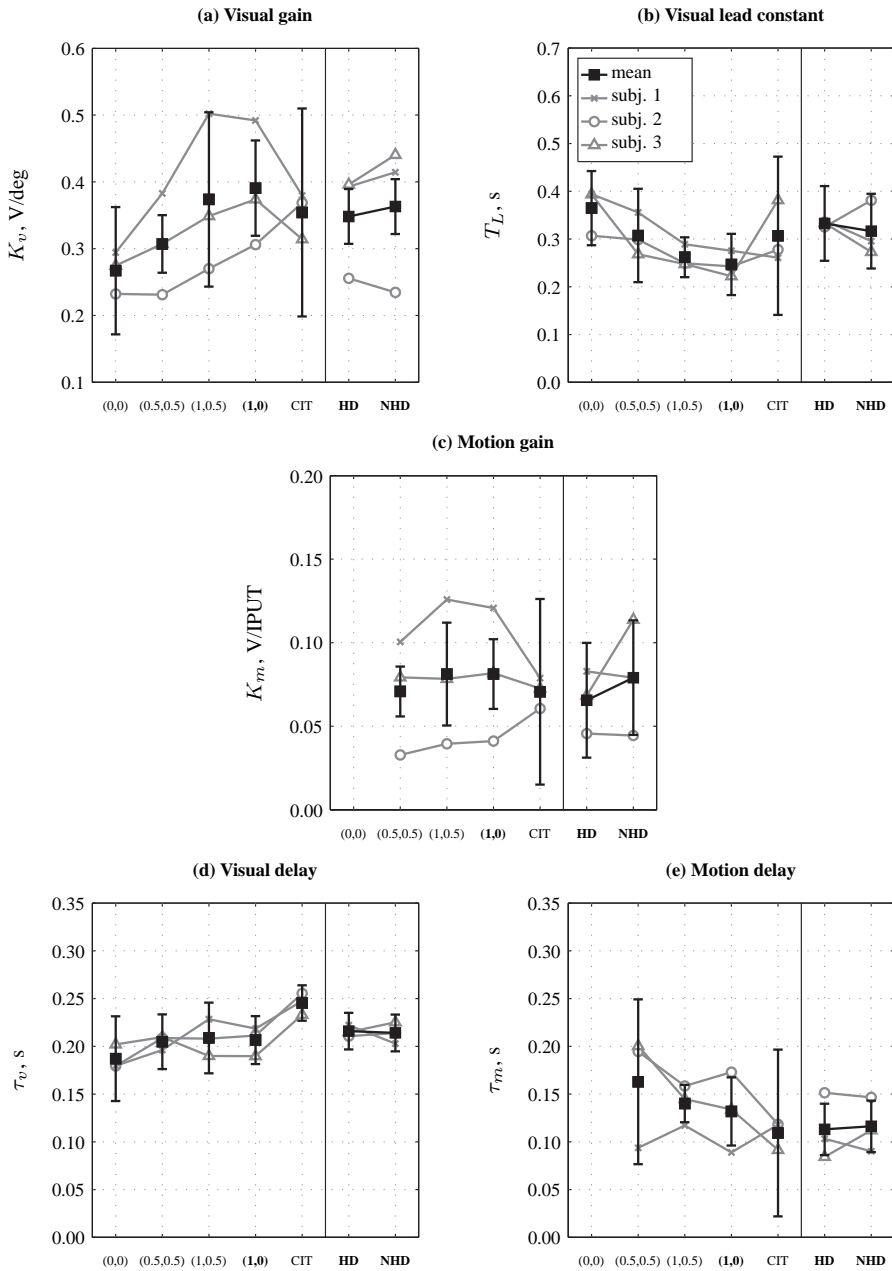 (a) Visual gain
0.6
0.5
0.4
0.3
0.2
0.1
K_v, V/deg
(0,0) (0.5,0.5) (1,0.5) (1,0) CIT HD NHD
(b) Visual lead constant
0.7
0.6
0.5
0.4
0.3
0.2
0.1
0.0
T_L, s
mean
subj. 1
subj. 2
subj. 3
(0,0) (0.5,0.5) (1,0.5) (1,0) CIT HD NHD
(c) Motion gain
0.20
0.15
0.10
0.05
0.00
K_m, V/IPUT
(0,0) (0.5,0.5) (1,0.5) (1,0) CIT HD NHD
(d) Visual delay
0.35
0.30
0.25
0.20
0.15
0.10
0.05
0.00
τ_v, s
(0,0) (0.5,0.5) (1,0.5) (1,0) CIT HD NHD
(e) Motion delay
0.35
0.30
0.25
0.20
0.15
0.10
0.05
0.00
τ_m, s
(0,0) (0.5,0.5) (1,0.5) (1,0) CIT HD NHD